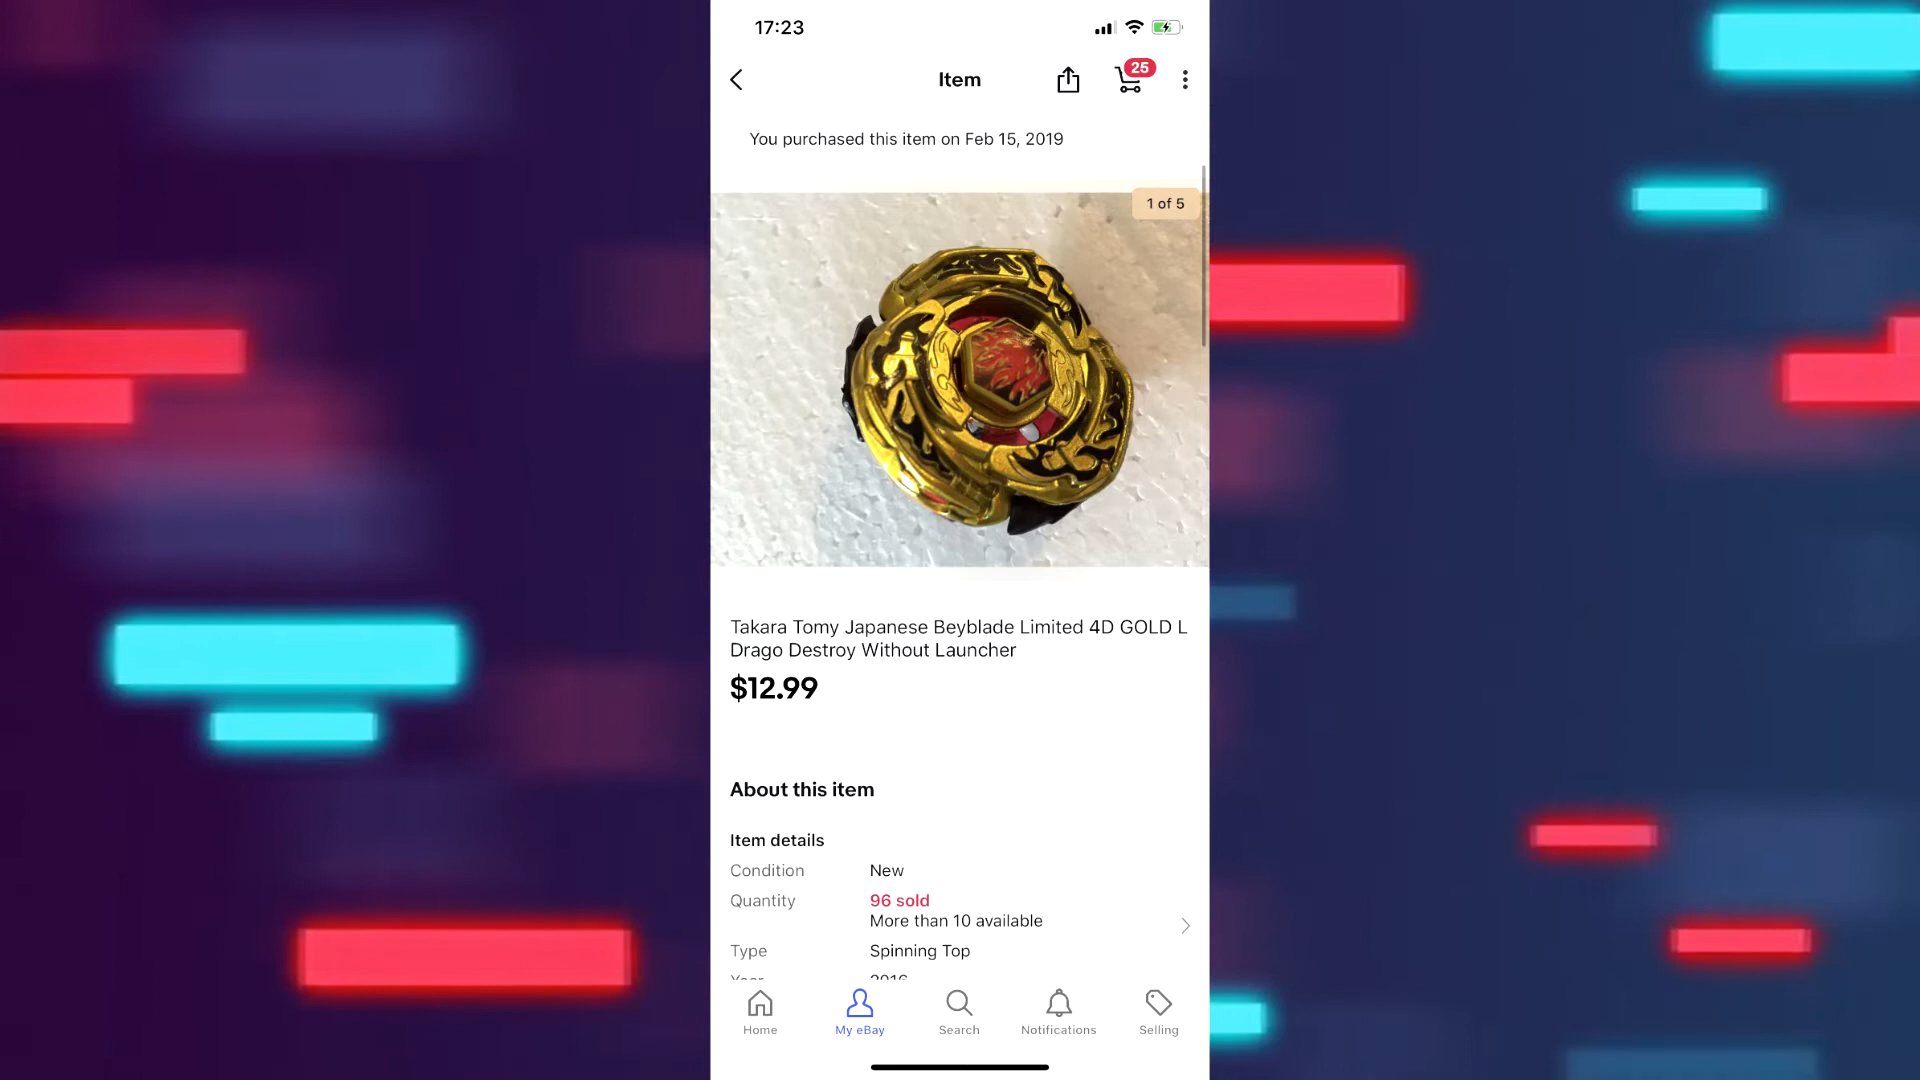 17:23
Item
25
You purchased this item on Feb 15, 2019
1 of 5
Takara Tomy Japanese Beyblade Limited 4D GOLD L
Drago Destroy Without Launcher
$12.99
About this item
Item details
Condition New
Quantity 96 sold
More than 10 available
Type Spinning Top
Year 2016
Home
My eBay
Search
Notifications
Selling